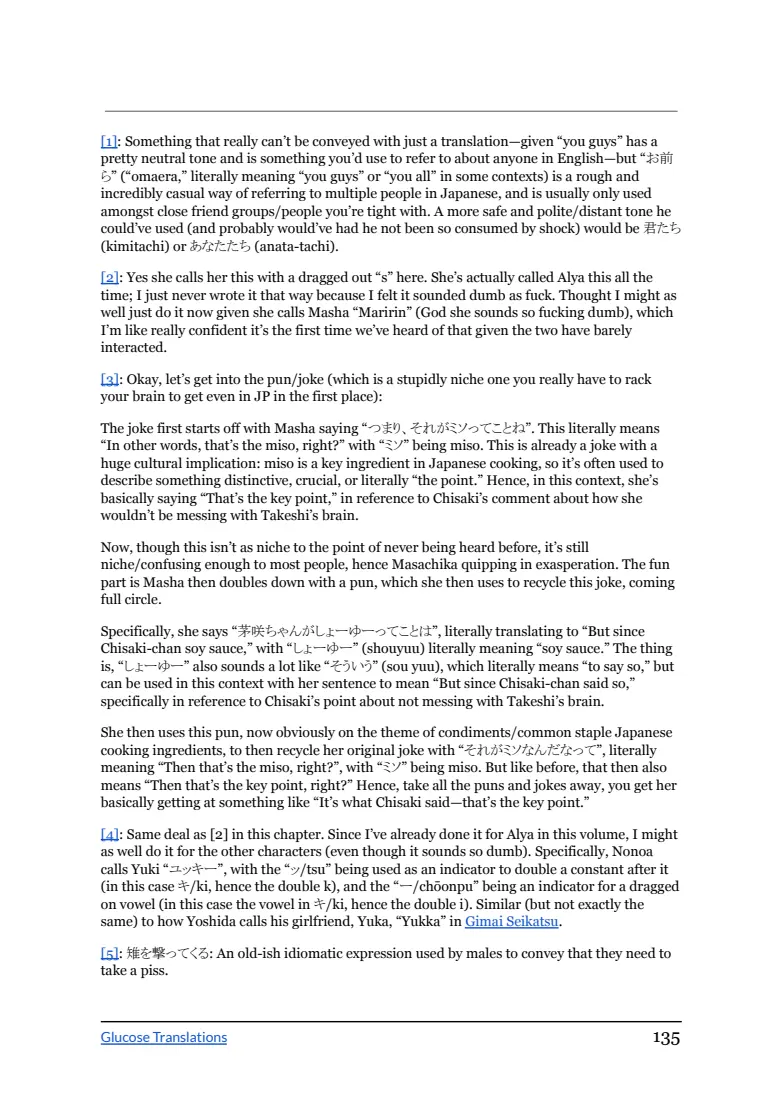 [1]: Something that really can’t be conveyed with just a translation—given “you guys” has a
pretty neutral tone and is something you’d use to refer to about anyone in English—but “お前
ら” (“omaera,” literally meaning “you guys” or “you all” in some contexts) is a rough and
incredibly casual way of referring to multiple people in Japanese, and is usually only used
amongst close friend groups/people you’re tight with. A more safe and polite/distant tone he
could’ve used (and probably would’ve had he not been so consumed by shock) would be 君たち
(kimitachi) or あなたたち (anata-tachi).
[2]: Yes she calls her this with a dragged out “s” here. She’s actually called Alya this all the
time; I just never wrote it that way because I felt it sounded dumb as fuck. Thought I might as
well just do it now given she calls Masha “Maririn” (God she sounds so fucking dumb), which
I’m like really confident it’s the first time we’ve heard of that given the two have barely
interacted.
[3]: Okay, let’s get into the pun/joke (which is a stupidly niche one you really have to rack
your brain to get even in JP in the first place):
The joke first starts off with Masha saying “つまり、それがミソってことね”. This literally means
“In other words, that’s the miso, right?” with “ミソ” being miso. This is already a joke with a
huge cultural implication: miso is a key ingredient in Japanese cooking, so it’s often used to
describe something distinctive, crucial, or literally “the point.” Hence, in this context, she’s
basically saying “That’s the key point,” in reference to Chisaki’s comment about how she
wouldn’t be messing with Takeshi’s brain.
Now, though this isn’t as niche to the point of never being heard before, it’s still
niche/confusing enough to most people, hence Masachika quipping in exasperation. The fun
part is Masha then doubles down with a pun, which she then uses to recycle this joke, coming
full circle.
Specifically, she says “茅咲ちゃんがしょーゆーってことは”, literally translating to “But since
Chisaki-chan soy sauce,” with “しょーゆー” (shouyuu) literally meaning “soy sauce.” The thing
is, “しょーゆー” also sounds a lot like “そういう” (sou yuu), which literally means “to say so,” but
can be used in this context with her sentence to mean “But since Chisaki-chan said so,”
specifically in reference to Chisaki’s point about not messing with Takeshi’s brain.
She then uses this pun, now obviously on the theme of condiments/common staple Japanese
cooking ingredients, to then recycle her original joke with “それがミソなんだなって”, literally
meaning “Then that’s the miso, right?”, with “ミソ” being miso. But like before, that then also
means “Then that’s the key point, right?” Hence, take all the puns and jokes away, you get her
basically getting at something like “It’s what Chisaki said—that’s the key point.”
[4]: Same deal as [2] in this chapter. Since I’ve already done it for Alya in this volume, I might
as well do it for the other characters (even though it sounds so dumb). Specifically, Nonoa
calls Yuki “ユッキー”, with the “ッ/tsu” being used as an indicator to double a constant after it
(in this case キ/ki, hence the double k), and the “ー/chōonpu” being an indicator for a dragged
on vowel (in this case the vowel in キ/ki, hence the double i). Similar (but not exactly the
same) to how Yoshida calls his girlfriend, Yuka, “Yukka” in Gimai Seikatsu.
[5]: 雉を撃ってくる: An old-ish idiomatic expression used by males to convey that they need to
take a piss.
Glucose Translations 135